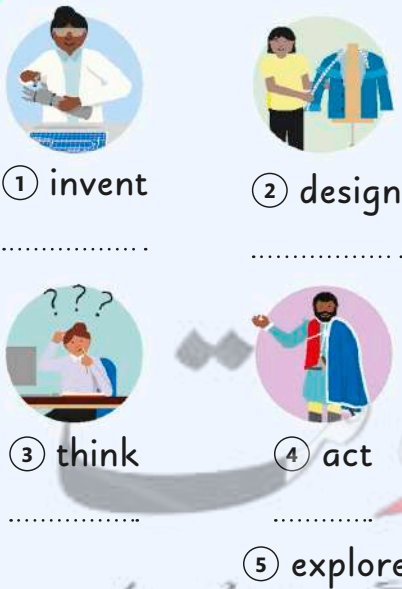 ① invent
② design
? ? ?
③ think
④ act
⑤ explore